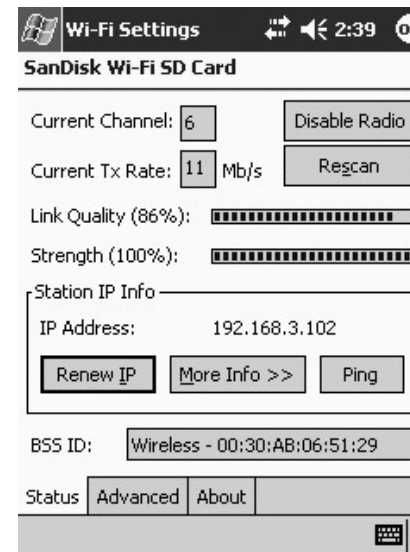 Wi-Fi Settings 2:39
SanDisk Wi-Fi SD Card
Current Channel: 6 Disable Radio
Current Tx Rate: 11 Mb/s Rescan
Link Quality (86%):
Strength (100%):
Station IP Info
IP Address: 192.168.3.102
Renew IP More Info >> Ping
BSS ID: Wireless - 00:30:AB:06:51:29
Status Advanced About